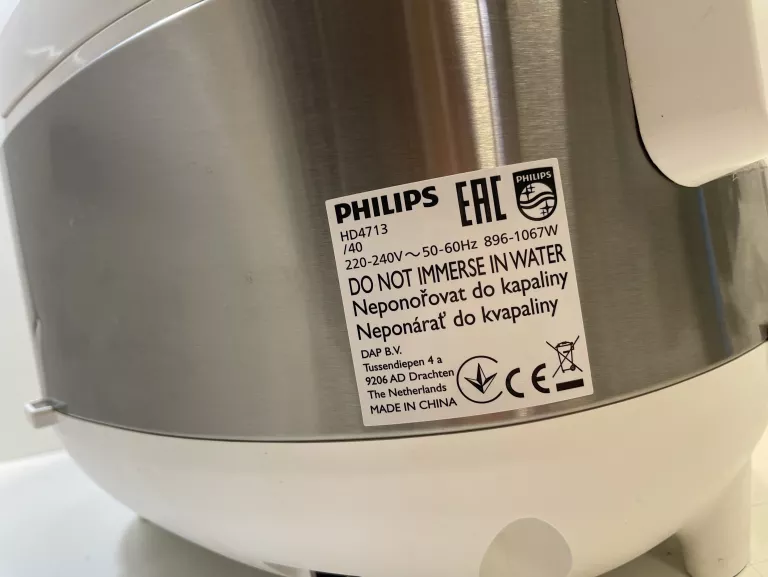 PHILIPS
EAC
PHILIPS
HD4713
/40
220-240V~50-60Hz 896-1067W
DO NOT IMMERSE IN WATER
Neponořovat do kapaliny
Neponárať do kvapaliny
DAP B.V.
Tussendiepen 4 a
9206 AD Drachten
The Netherlands
MADE IN CHINA
CE